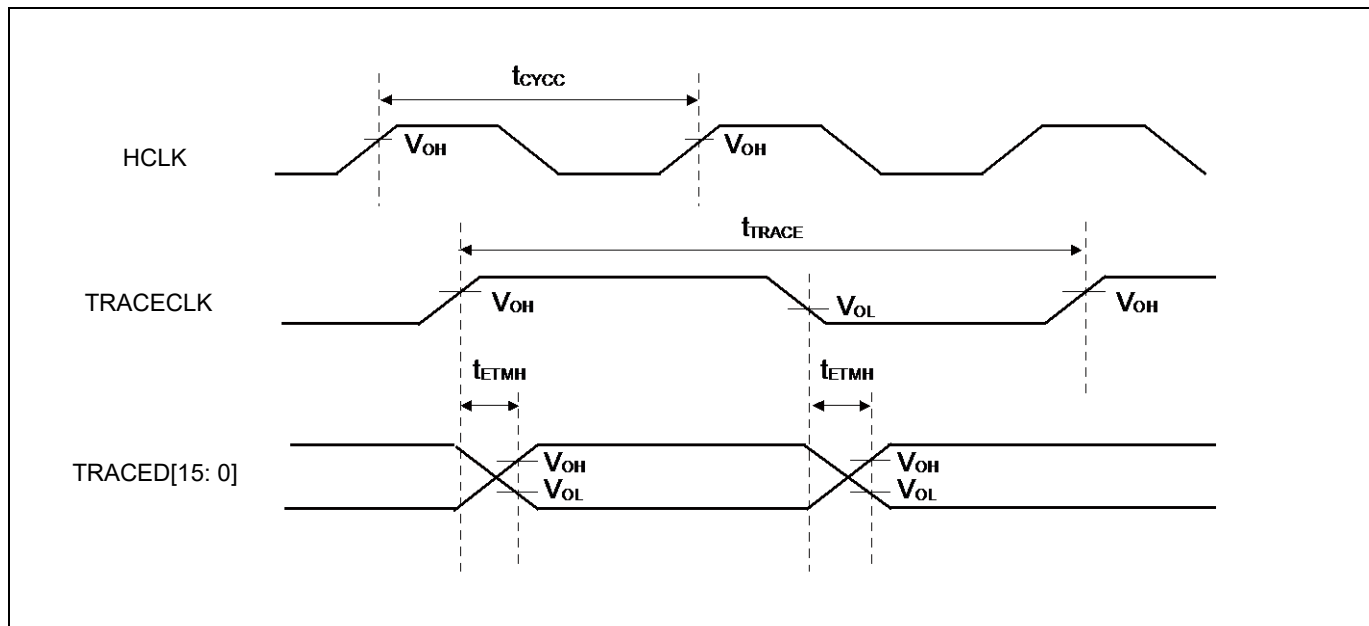 tCYCC
HCLK
VOH
VOH
tTRACE
TRACECLK
VOH
VOL
VOH
tETMH
tETMH
TRACED[15: 0]
VOH
VOH
VOL
VOL